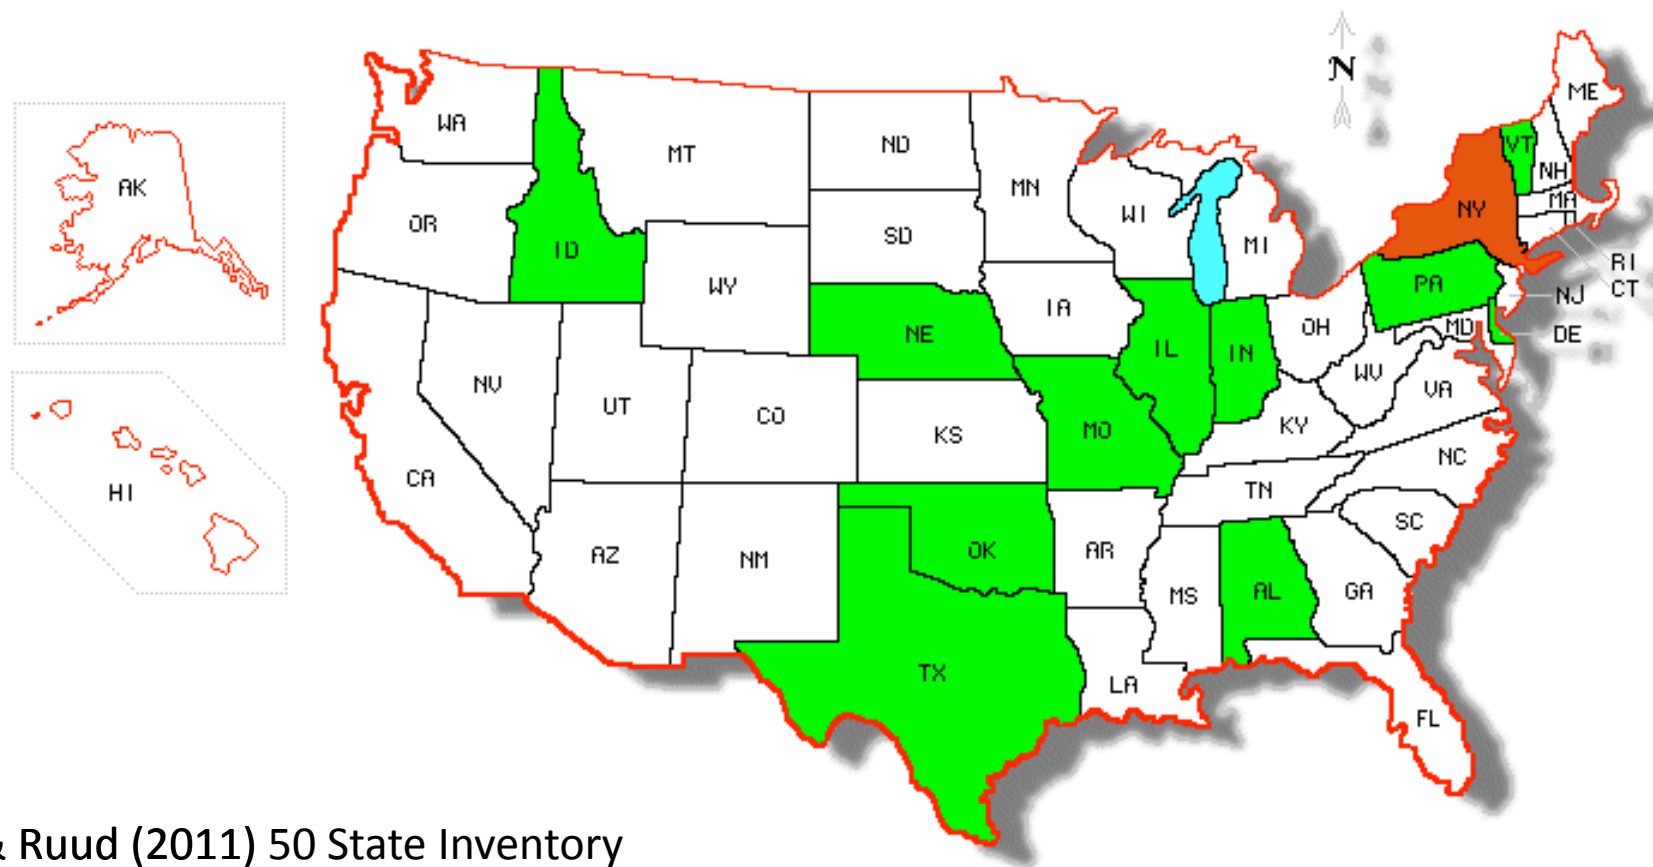 N
ME
WA
MT
ND
MN
VT
NH
AK
OR
ID
SD
WI
MI
NY
MA
RI
CT
WY
IA
PA
NJ
NE
IL
IN
OH
MD
DE
NV
UT
CO
KS
MO
WV
VA
KY
CA
HI
NC
TN
SC
AZ
NM
OK
AR
MS
AL
GA
TX
LA
FL
& Ruud (2011) 50 State Inventory